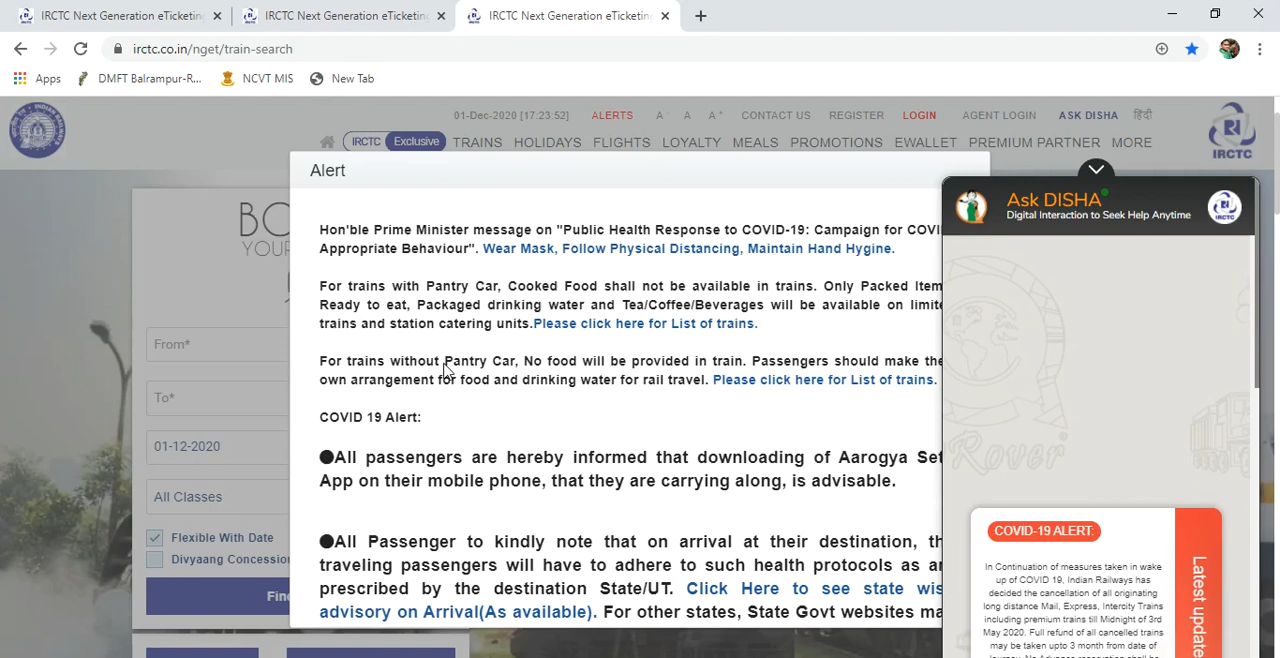 IRCTC Next Generation eTicketing
IRCTC Next Generation eTicketing
IRCTC Next Generation eTicketing
irctc.co.in/nget/train-search
Apps DMFT Balrampur-R... NCVT MIS New Tab
01-Dec-2020 [17:23:52] ALERTS A- A A+ CONTACT US REGISTER LOGIN AGENT LOGIN ASK DISHA हिंदी
IRCTC Exclusive TRAINS HOLIDAYS FLIGHTS LOYALTY MEALS PROMOTIONS EWALLET PREMIUM PARTNER MORE
IRCTC
BO
YOUR
From*
To*
01-12-2020
All Classes
Flexible With Date
Divyaang Concession
Fin
Alert
Hon'ble Prime Minister message on "Public Health Response to COVID-19: Campaign for COVI
Appropriate Behaviour". Wear Mask, Follow Physical Distancing, Maintain Hand Hygine.
For trains with Pantry Car, Cooked Food shall not be available in trains. Only Packed Item
Ready to eat, Packaged drinking water and Tea/Coffee/Beverages will be available on limite
trains and station catering units.Please click here for List of trains.
For trains without Pantry Car, No food will be provided in train. Passengers should make the
own arrangement for food and drinking water for rail travel. Please click here for List of trains.
COVID 19 Alert:
●All passengers are hereby informed that downloading of Aarogya Set
App on their mobile phone, that they are carrying along, is advisable.
●All Passenger to kindly note that on arrival at their destination, th
traveling passengers will have to adhere to such health protocols as ar
prescribed by the destination State/UT. Click Here to see state wis
advisory on Arrival(As available). For other states, State Govt websites ma
Ask DISHA
Digital Interaction to Seek Help Anytime
IRCTC
Rover
COVID-19 ALERT:
In Continuation of measures taken in wake
up of COVID 19, Indian Railways has
decided the cancellation of all originating
long distance Mail, Express, Intercity Trains
including premium trains till Midnight of 3rd
May 2020. Full refund of all cancelled trains
may be taken upto 3 month from date of
Latest update